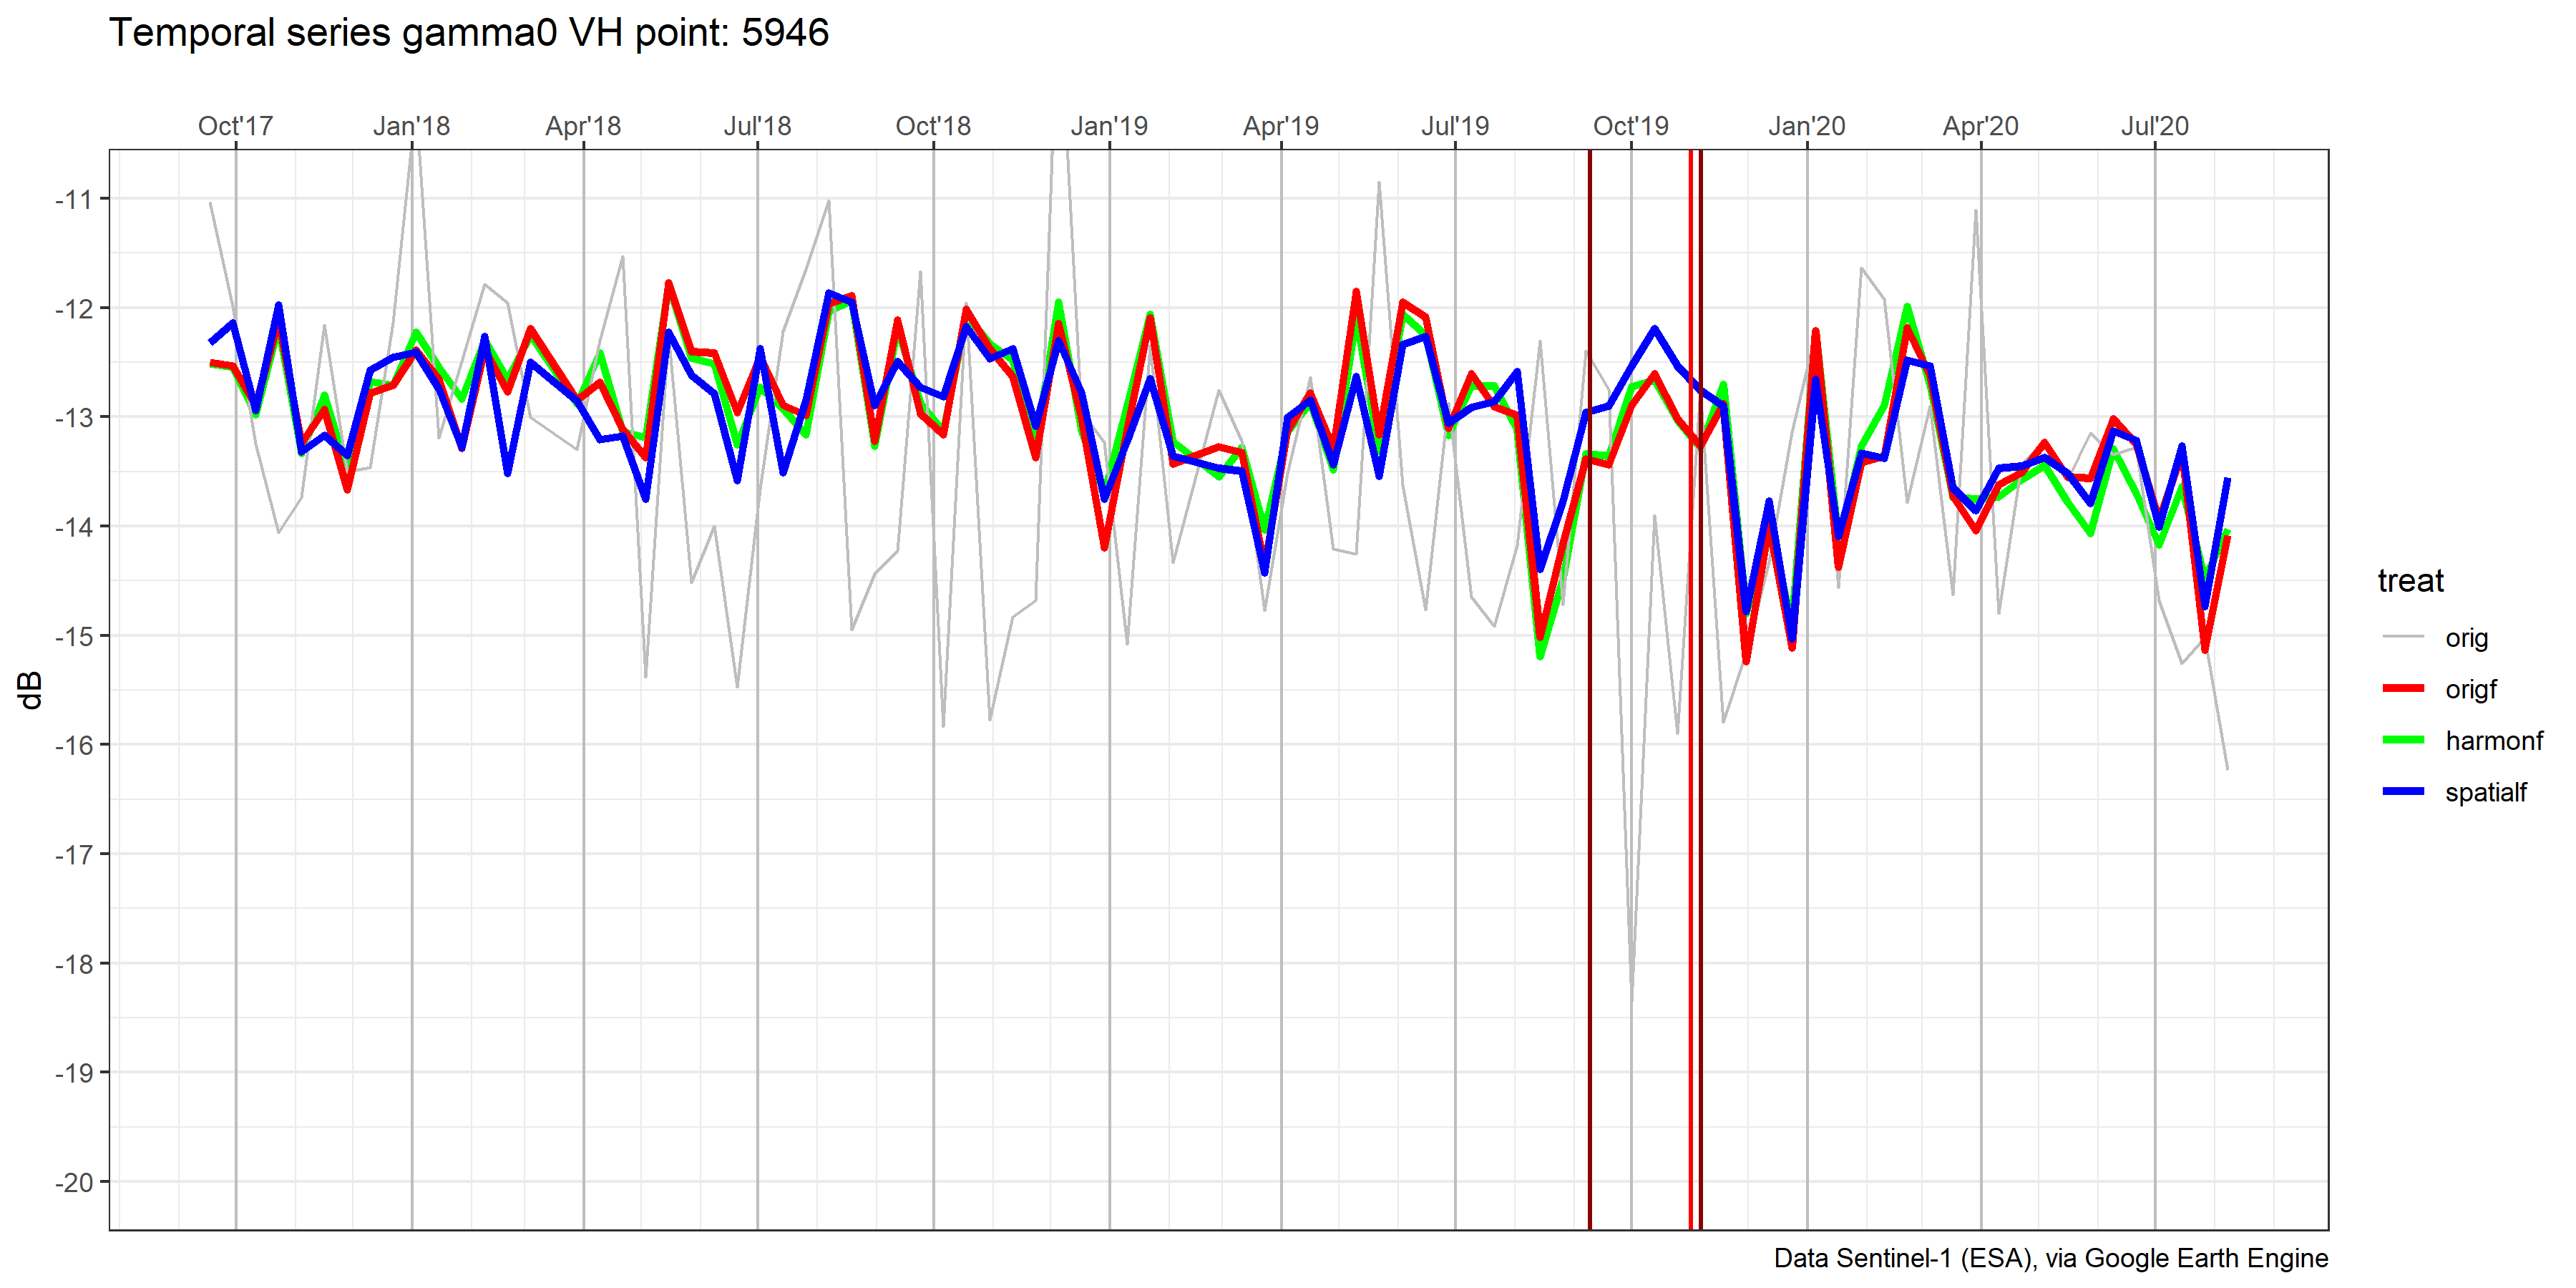 Temporal series gamma0 VH point: 5946
Oct'17 Jan'18 Apr'18 Jul'18 Oct'18 Jan'19 Apr'19 Jul'19 Oct'19 Jan'20 Apr'20 Jul'20
-11
-12
-13
-14
-15
-16
-17
-18
-19
-20
dB
treat
orig
origf
harmonf
spatialf
Data Sentinel-1 (ESA), via Google Earth Engine